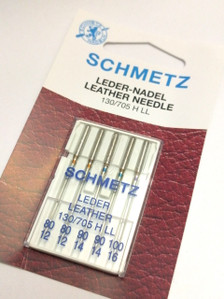 SCHMETZ
LEDER-NADEL
LEATHER NEEDLE
130/705 H LL
SCHMETZ
LEDER
LEATHER
130/705 H LL
80 80 90 90 100
12 12 14 14 16